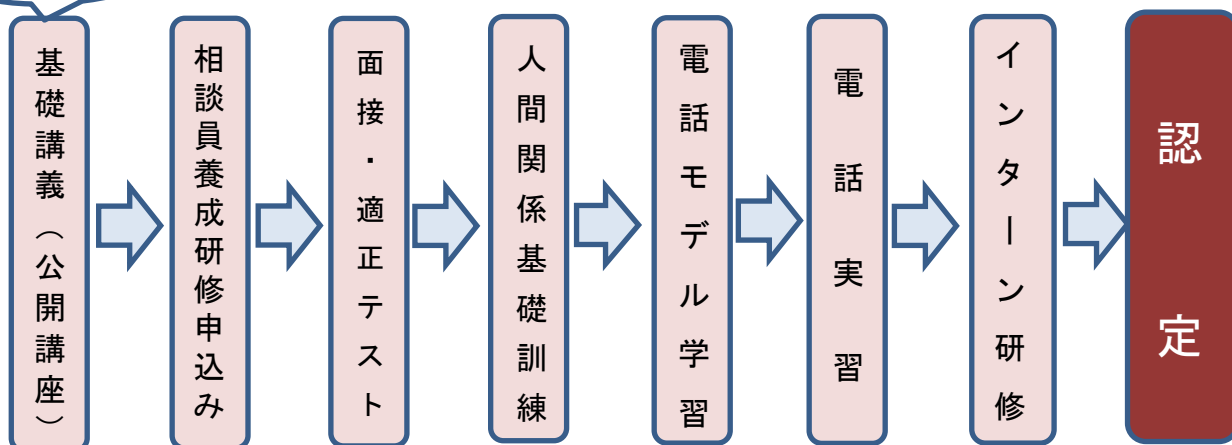 基礎講義（公開講座）
相談員養成研修申込み
面接・適正テスト
人間関係基礎訓練
電話モデル学習
電話実習
インターン研修
認定